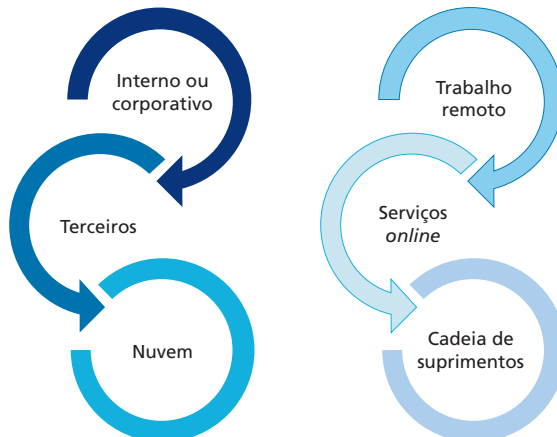 Interno ou
corporativo
Terceiros
Nuvem
Trabalho
remoto
Serviços
online
Cadeia de
suprimentos